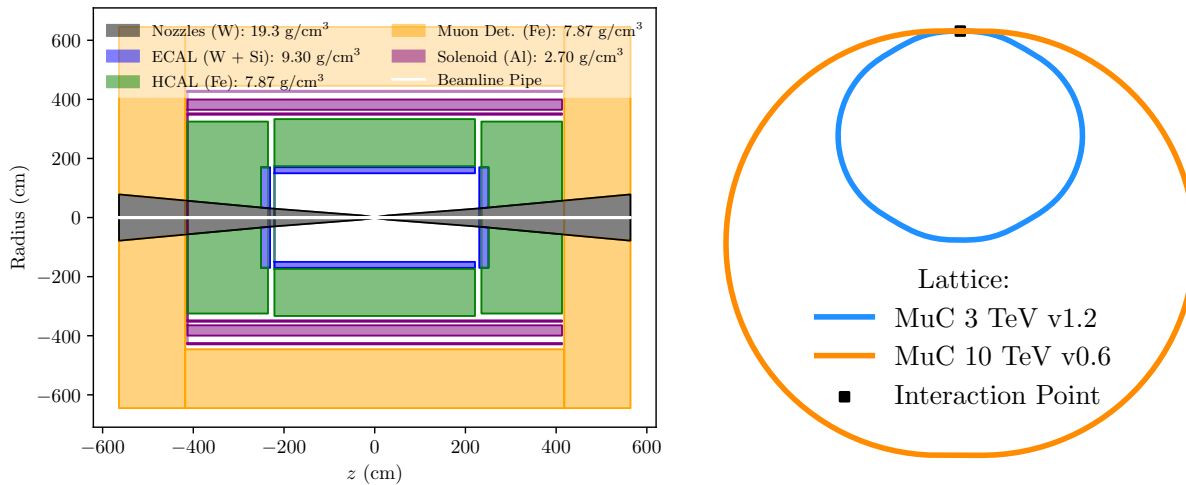 Nozzles (W): 19.3 g/cm³
ECAL (W + Si): 9.30 g/cm³
HCAL (Fe): 7.87 g/cm³
Muon Det. (Fe): 7.87 g/cm³
Solenoid (Al): 2.70 g/cm³
Beamline Pipe
600
400
200
0
−200
−400
−600
Radius (cm)
−600
−400
−200
0
200
400
600
z (cm)
Lattice:
MuC 3 TeV v1.2
MuC 10 TeV v0.6
Interaction Point